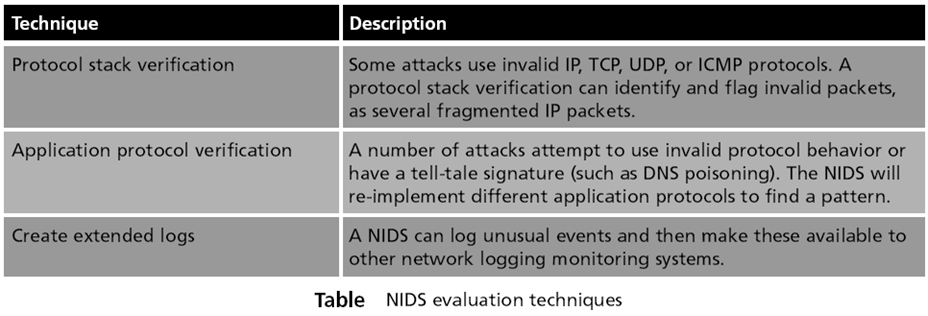 Technique Description
Protocol stack verification Some attacks use invalid IP, TCP, UDP, or ICMP protocols. A
protocol stack verification can identify and flag invalid packets,
as several fragmented IP packets.
Application protocol verification A number of attacks attempt to use invalid protocol behavior or
have a tell-tale signature (such as DNS poisoning). The NIDS will
re-implement different application protocols to find a pattern.
Create extended logs A NIDS can log unusual events and then make these available to
other network logging monitoring systems.
Table NIDS evaluation techniques